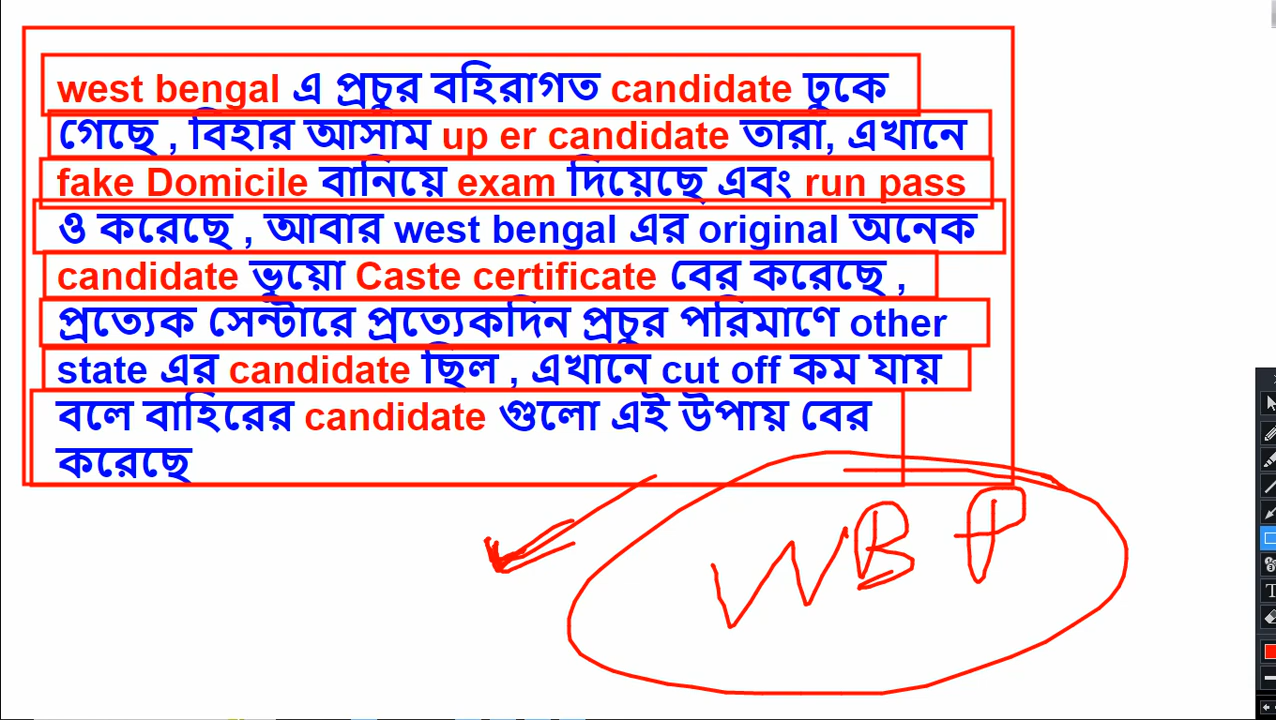 west bengal এ প্রচুর বহিরাগত candidate ঢুকে
গেছে , বিহার আসাম up er candidate তারা, এখানে
fake Domicile বানিয়ে exam দিয়েছে এবং run pass
ও করেছে , আবার west bengal এর original অনেক
candidate ভুয়ো Caste certificate বের করেছে ,
প্রত্যেক সেন্টারে প্রত্যেকদিন প্রচুর পরিমাণে other
state এর candidate ছিল , এখানে cut off কম যায়
বলে বাহিরের candidate গুলো এই উপায় বের
করেছে
WBP